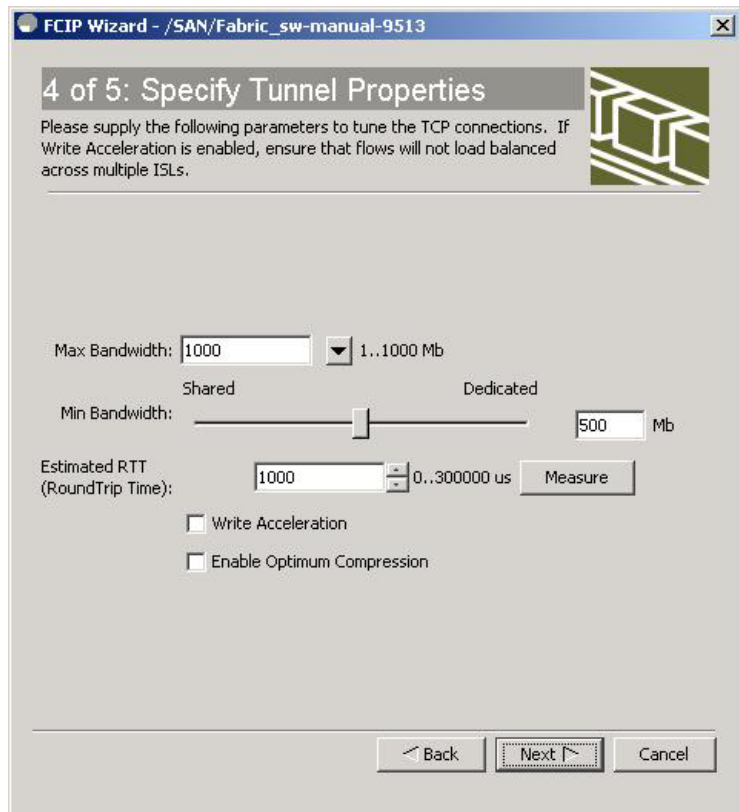 FCIP Wizard - /SAN/Fabric_sw-manual-9513
4 of 5: Specify Tunnel Properties
Please supply the following parameters to tune the TCP connections. If
Write Acceleration is enabled, ensure that flows will not load balanced
across multiple ISLs.
Max Bandwidth: 1000 1..1000 Mb
Shared Dedicated
Min Bandwidth: 500 Mb
Estimated RTT
(RoundTrip Time): 1000 0..300000 us Measure
Write Acceleration
Enable Optimum Compression
Back Next Cancel